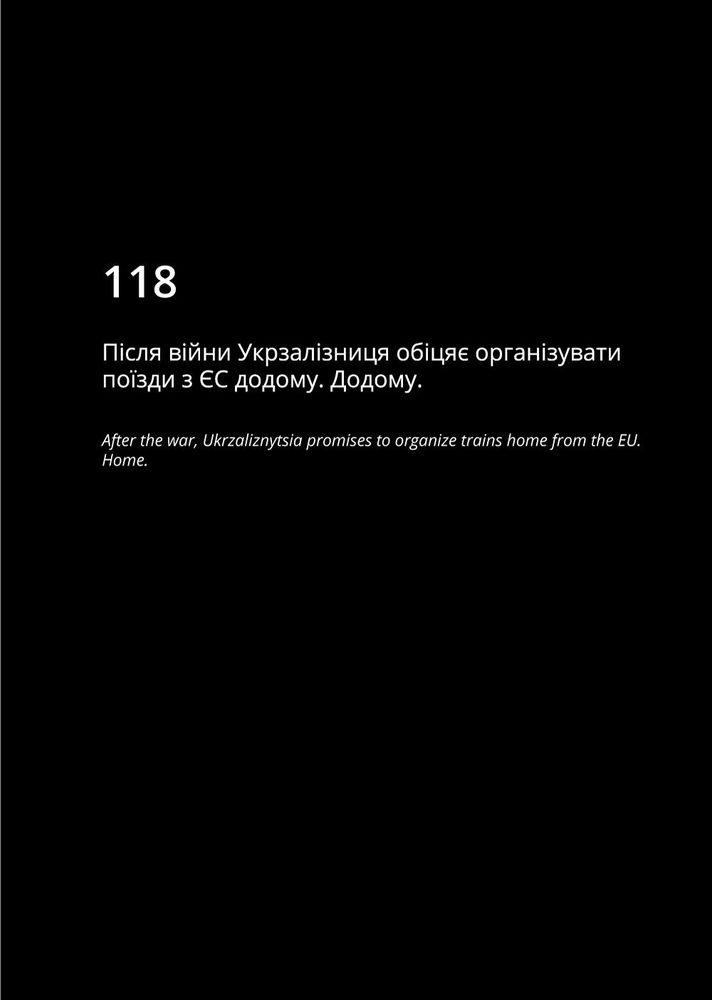 118
Після війни Укрзалізниця обіцяє організувати
поїзди з ЄС додому. Додому.
After the war, Ukrzaliznytsia promises to organize trains home from the EU.
Home.